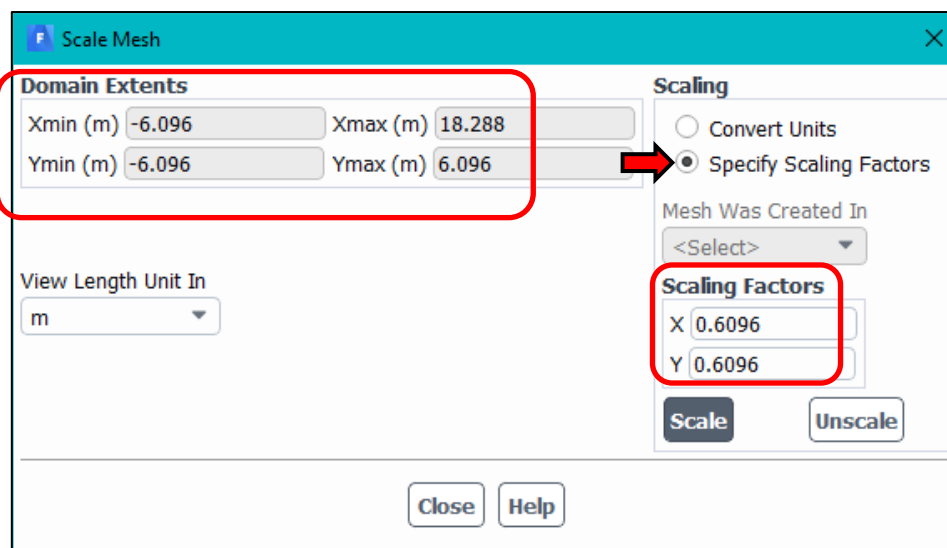 F Scale Mesh
Domain Extents
Xmin (m) -6.096 Xmax (m) 18.288
Ymin (m) -6.096 Ymax (m) 6.096
View Length Unit In
m
Scaling
Convert Units
Specify Scaling Factors
Mesh Was Created In
<Select>
Scaling Factors
X 0.6096
Y 0.6096
Scale Unscale
Close Help